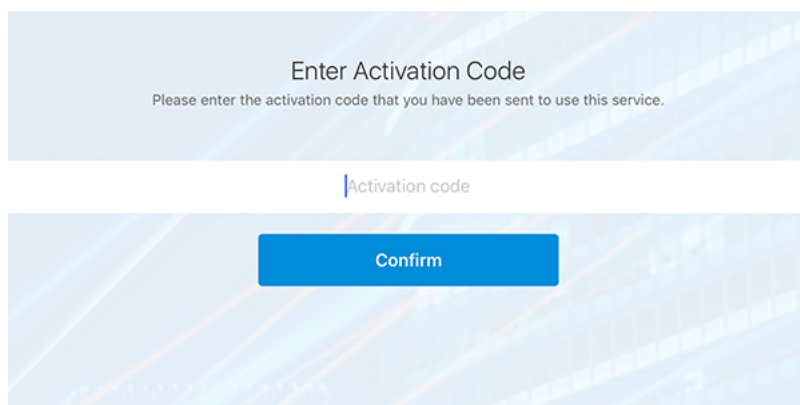 Enter Activation Code
Please enter the activation code that you have been sent to use this service.
Activation code
Confirm